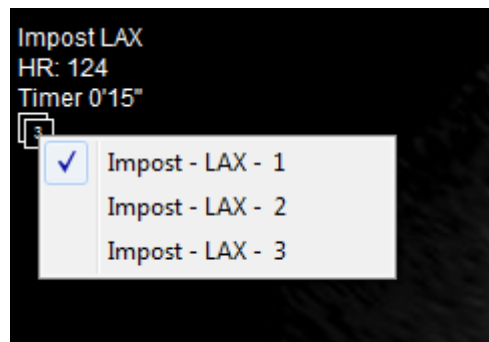 Impost LAX
HR: 124
Timer 0'15"
3
Impost - LAX - 1
Impost - LAX - 2
Impost - LAX - 3